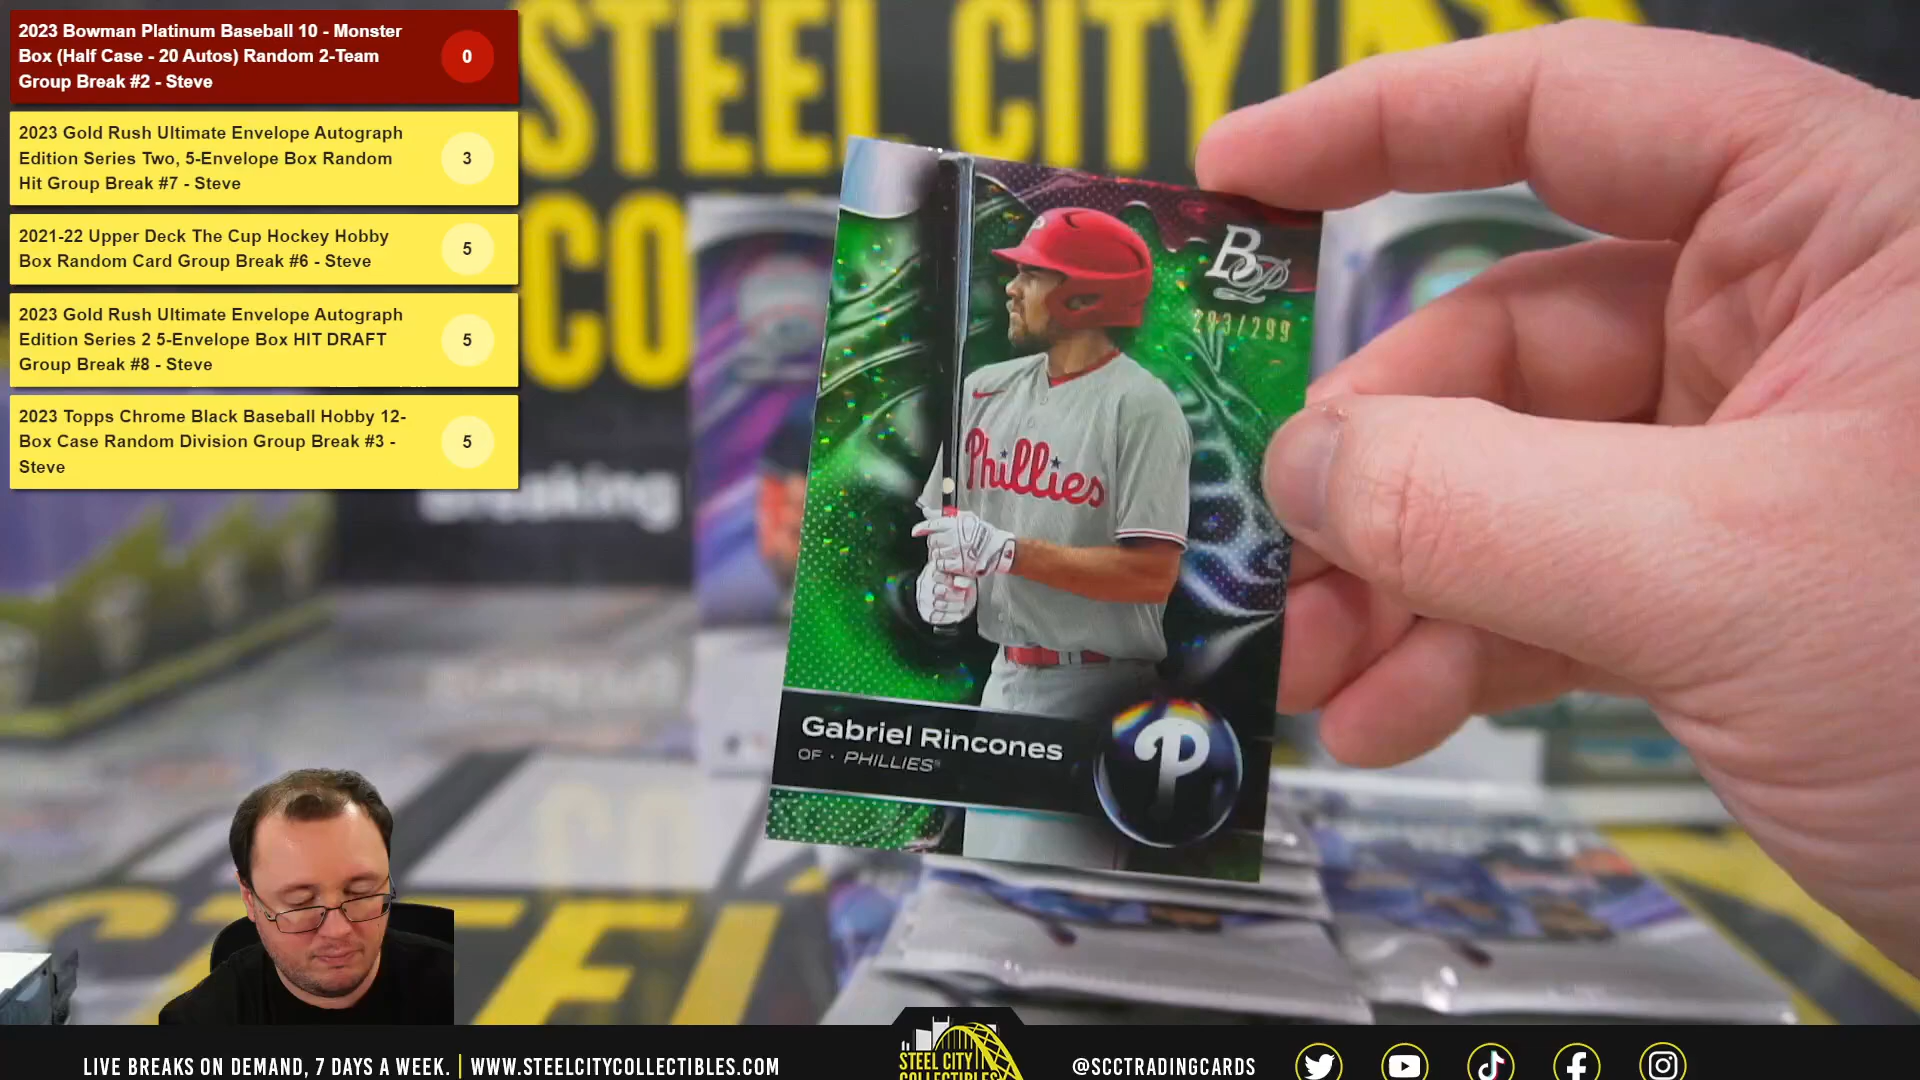 2023 Bowman Platinum Baseball 10 - Monster
Box (Half Case - 20 Autos) Random 2-Team
Group Break #2 - Steve
0
2023 Gold Rush Ultimate Envelope Autograph
Edition Series Two, 5-Envelope Box Random
Hit Group Break #7 - Steve
3
2021-22 Upper Deck The Cup Hockey Hobby
Box Random Card Group Break #6 - Steve
5
2023 Gold Rush Ultimate Envelope Autograph
Edition Series 2 5-Envelope Box HIT DRAFT
Group Break #8 - Steve
5
2023 Topps Chrome Black Baseball Hobby 12-
Box Case Random Division Group Break #3 -
Steve
5
STEEL CITY
CO
Breaking
BP
293/299
P
Phillies
Gabriel Rincones
OF · PHILLIES
P
LIVE BREAKS ON DEMAND, 7 DAYS A WEEK. | WWW.STEELCITYCOLLECTIBLES.COM
STEEL CITY
COLLECTIBLES
@SCCTRADINGCARDS